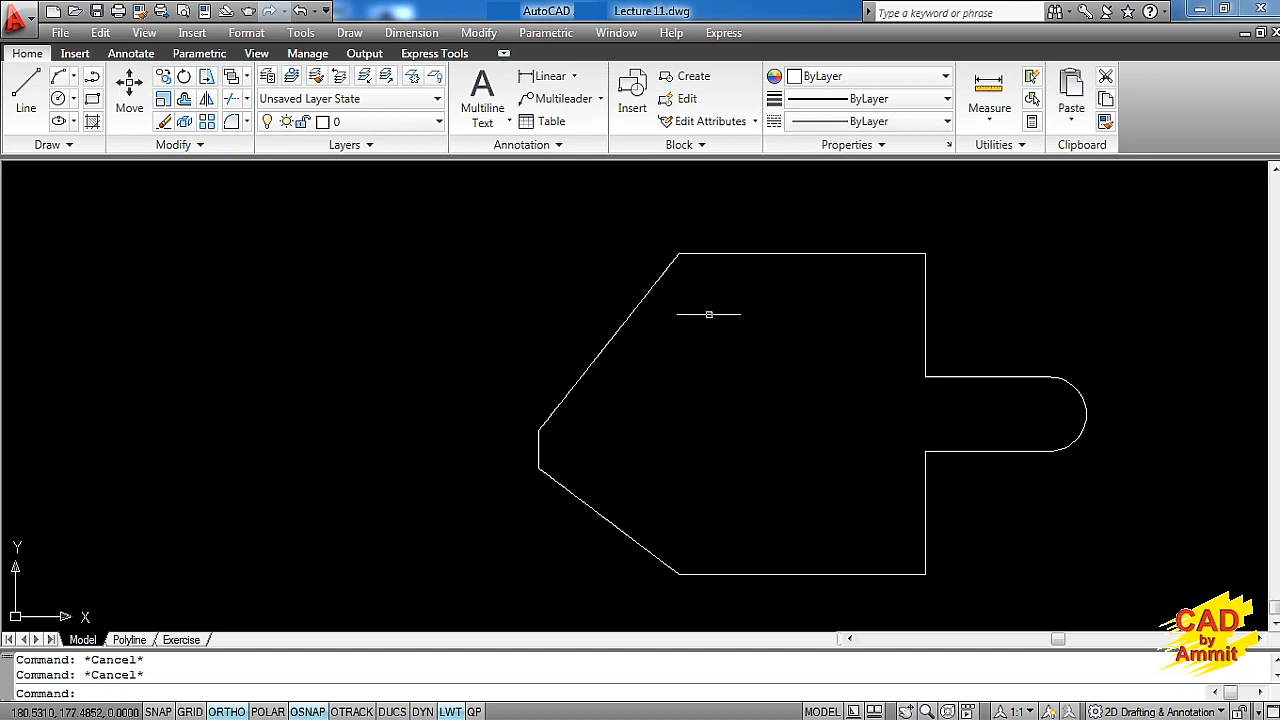 AutoCAD Lecture 11.dwg Type a keyword or phrase
File Edit View Insert Format Tools Draw Dimension Modify Parametric Window Help Express
Home Insert Annotate Parametric View Manage Output Express Tools
Line Move Unsaved Layer State 0 Multiline Text Linear Multileader Table Insert Create Edit Edit Attributes ByLayer ByLayer ByLayer Measure Paste
Draw Modify Layers Annotation Block Properties Utilities Clipboard
Y
X
CAD
by
Ammit
Model Polyline Exercise
Command: *Cancel*
Command: *Cancel*
Command:
180.5310, 177.4852, 0.0000 SNAP GRID ORTHO POLAR OSNAP OTRACK DUCS DYN LWT QP MODEL 1:1 2D Drafting & Annotation